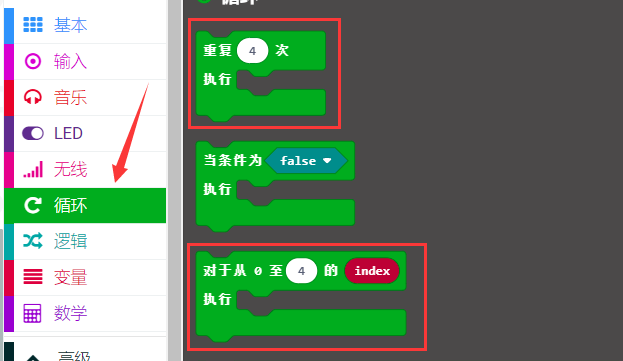 基本
输入
音乐
LED
无线
循环
逻辑
变量
数学
高级
循环
重复 4 次
执行
当条件为 false
执行
对于从 0 至 4 的 index
执行